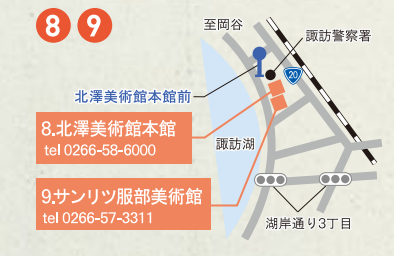 8 9
至岡谷
諏訪警察署
20
北澤美術館本館前
8.北澤美術館本館
tel 0266-58-6000
諏訪湖
9.サンリツ服部美術館
tel 0266-57-3311
湖岸通り3丁目